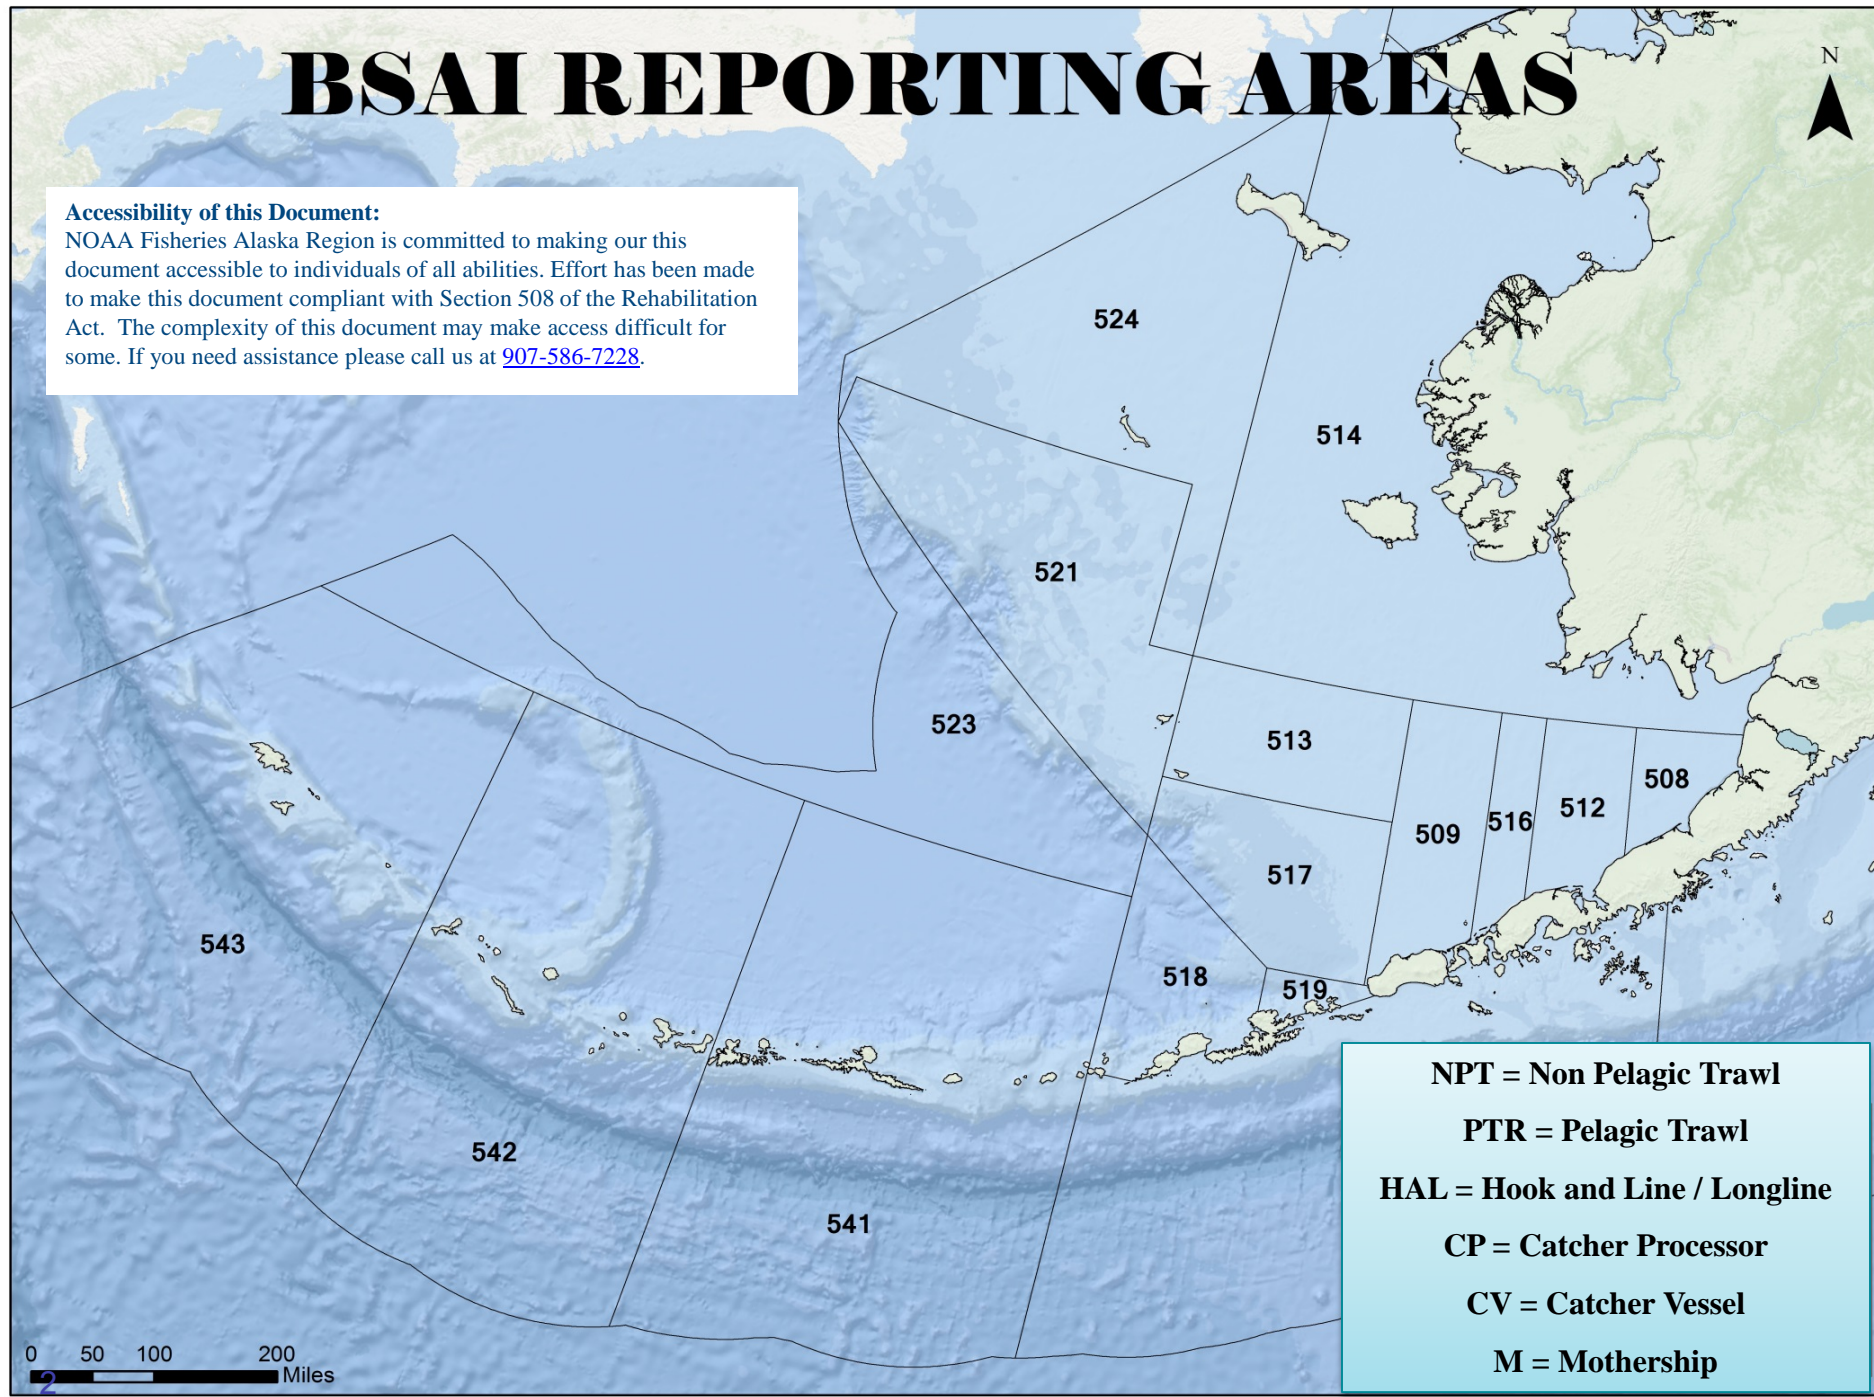 BSAI REPORTING AREAS
N
Accessibility of this Document:
NOAA Fisheries Alaska Region is committed to making our this
document accessible to individuals of all abilities. Effort has been made
to make this document compliant with Section 508 of the Rehabilitation
Act. The complexity of this document may make access difficult for
some. If you need assistance please call us at 907-586-7228.
524
514
521
523
513
508
512
516
509
517
543
518
519
542
541
NPT = Non Pelagic Trawl
PTR = Pelagic Trawl
HAL = Hook and Line / Longline
CP = Catcher Processor
CV = Catcher Vessel
M = Mothership
0 50 100 200
Miles
2